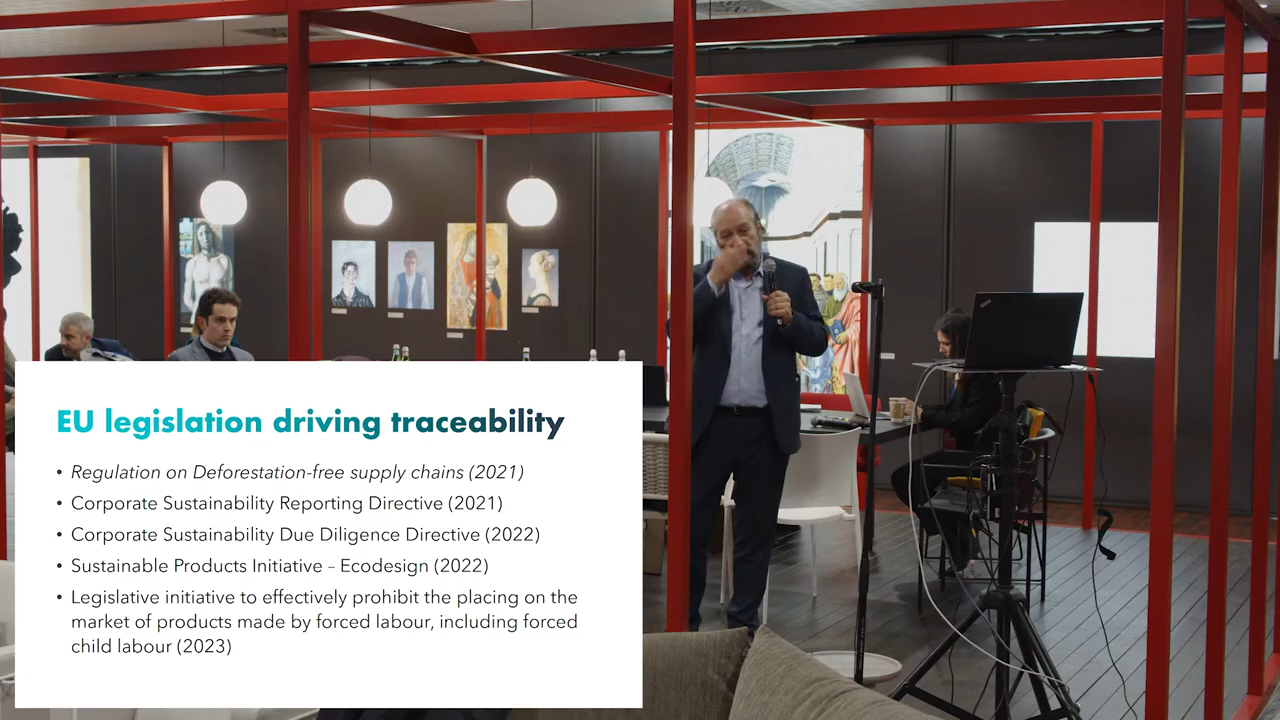 EU legislation driving traceability
• Regulation on Deforestation-free supply chains (2021)
• Corporate Sustainability Reporting Directive (2021)
• Corporate Sustainability Due Diligence Directive (2022)
• Sustainable Products Initiative – Ecodesign (2022)
• Legislative initiative to effectively prohibit the placing on the
market of products made by forced labour, including forced
child labour (2023)